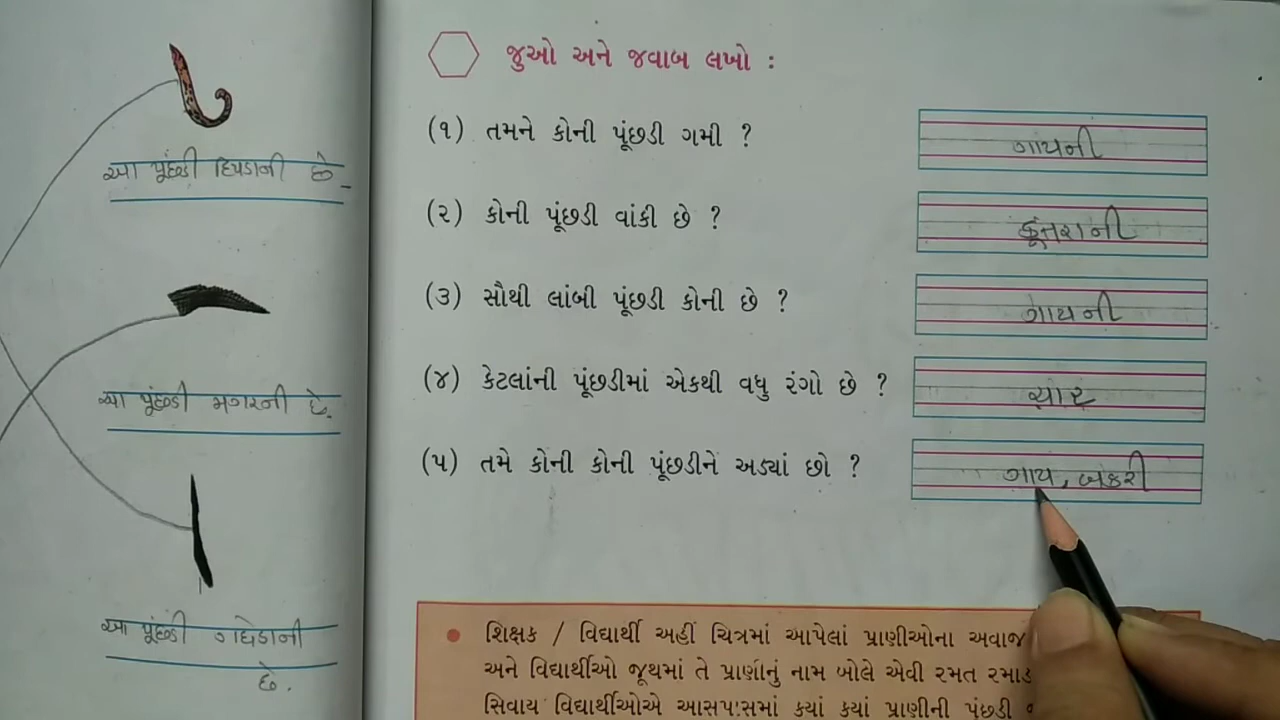 આ પૂંછડી દિપડાની છે.
આ પૂંછડી મગરની છે.
આ પૂંછડી ગધેડાની
છે.
જુઓ અને જવાબ લખો :
(૧) તમને કોની પૂંછડી ગમી ? ગાયની
(૨) કોની પૂંછડી વાંકી છે ? કૂતરાની
(૩) સૌથી લાંબી પૂંછડી કોની છે ? ગાયની
(૪) કેટલાંની પૂંછડીમાં એકથી વધુ રંગો છે ? ચાર
(૫) તમે કોની કોની પૂંછડીને અડ્યાં છો ? ગાય, બકરી
શિક્ષક / વિદ્યાર્થી અહીં ચિત્રમાં આપેલાં પ્રાણીઓના અવાજ
અને વિદ્યાર્થીઓ જૂથમાં તે પ્રાણીનું નામ બોલે એવી રમત
સિવાય વિદ્યાર્થીઓએ આસપાસમાં કયાં કયાં પ્રાણીની પૂંછડી